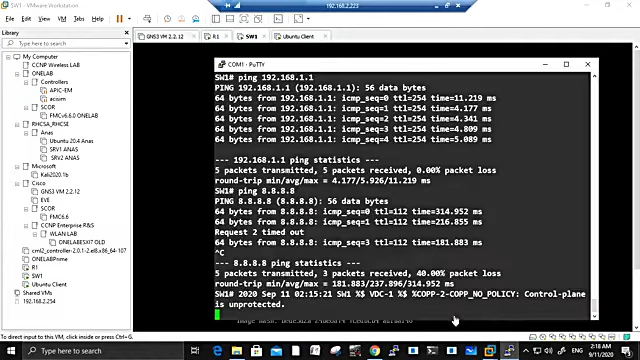 SW1 - VMware Workstation
192.168.2.223
File Edit View VM Tabs Help
Library
Type here to search
My Computer
CCNP Wireless LAB
ONELAB
Controllers
APIC-EM
acsim
SCOR
FMCv6.6.0 ONELAB
RHCSA_RHCSE
Anas
Ubuntu 20.4 Anas
SRV1 ANAS
SRV2 ANAS
Microsoft
Kali2020.1b
Cisco
GNS3 VM 2.2.12
EVE
SCOR
FMC6.6
CCNP Enterprise R&S
WLAN LAB
ONELABESXI7 OLD
cml2_controller-2.0.1-2.el8.x86_64-107
ONELABPrime
R1
SW1
Ubuntu Client
Shared VMs
192.168.2.254
GNS3 VM 2.2.12
R1
SW1
Ubuntu Client
COM1 - PuTTY
SW1# ping 192.168.1.1
PING 192.168.1.1 (192.168.1.1): 56 data bytes
64 bytes from 192.168.1.1: icmp_seq=0 ttl=254 time=11.219 ms
64 bytes from 192.168.1.1: icmp_seq=1 ttl=254 time=4.177 ms
64 bytes from 192.168.1.1: icmp_seq=2 ttl=254 time=4.341 ms
64 bytes from 192.168.1.1: icmp_seq=3 ttl=254 time=4.809 ms
64 bytes from 192.168.1.1: icmp_seq=4 ttl=254 time=5.089 ms
--- 192.168.1.1 ping statistics ---
5 packets transmitted, 5 packets received, 0.00% packet loss
round-trip min/avg/max = 4.177/5.926/11.219 ms
SW1# ping 8.8.8.8
PING 8.8.8.8 (8.8.8.8): 56 data bytes
64 bytes from 8.8.8.8: icmp_seq=0 ttl=112 time=314.952 ms
64 bytes from 8.8.8.8: icmp_seq=1 ttl=112 time=216.855 ms
Request 2 timed out
64 bytes from 8.8.8.8: icmp_seq=3 ttl=112 time=181.883 ms
^C
--- 8.8.8.8 ping statistics ---
5 packets transmitted, 3 packets received, 40.00% packet loss
round-trip min/avg/max = 181.883/237.896/314.952 ms
SW1# 2020 Sep 11 02:15:21 SW1 %$ VDC-1 %$ %COPP-2-COPP_NO_POLICY: Control-plane
is unprotected.
To direct input to this VM, click inside or press Ctrl+G.
Type here to search
2:18 AM
9/11/2020